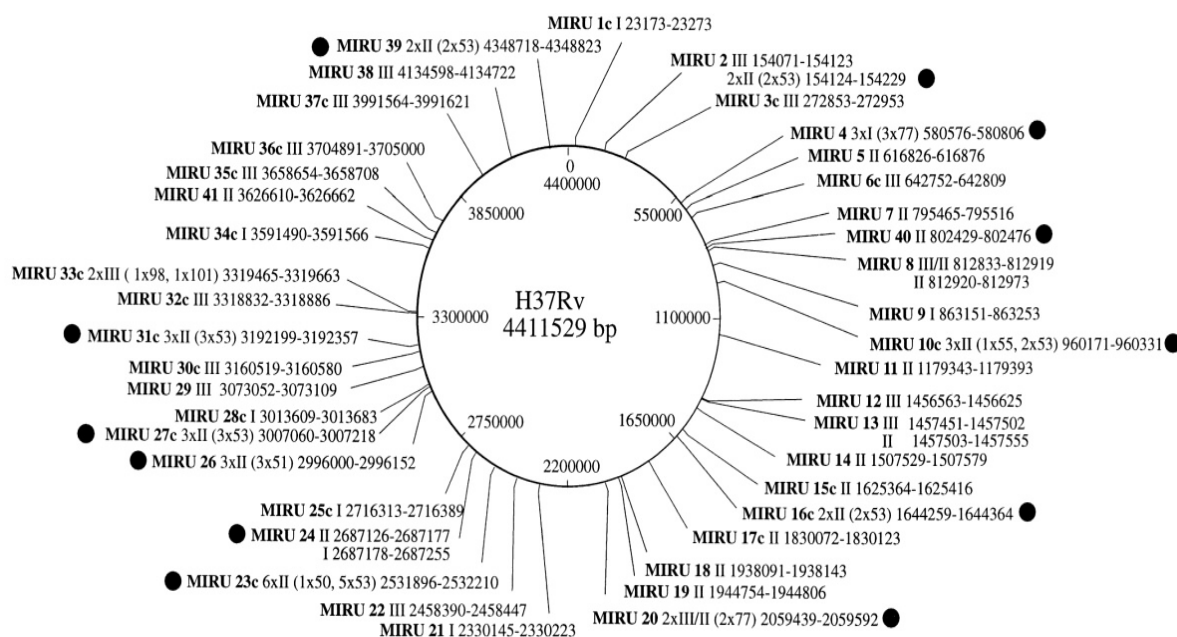 MIRU 1c I 23173-23273
MIRU 39 2xII (2x53) 4348718-4348823
MIRU 38 III 4134598-4134722
MIRU 37c III 3991564-3991621
MIRU 36c III 3704891-3705000
MIRU 35c III 3658654-3658708
MIRU 41 II 3626610-3626662
MIRU 34c I 3591490-3591566
MIRU 33c 2xIII ( 1x98, 1x101) 3319465-3319663
MIRU 32c III 3318832-3318886
MIRU 31c 3xII (3x53) 3192199-3192357
MIRU 30c III 3160519-3160580
MIRU 29 III 3073052-3073109
MIRU 28c I 3013609-3013683
MIRU 27c 3xII (3x53) 3007060-3007218
MIRU 26 3xII (3x51) 2996000-2996152
MIRU 25c I 2716313-2716389
MIRU 24 II 2687126-2687177
I 2687178-2687255
MIRU 23c 6xII (1x50, 5x53) 2531896-2532210
MIRU 22 III 2458390-2458447
MIRU 21 I 2330145-2330223
0
4400000
3850000
550000
H37Rv
4411529 bp
3300000
1100000
2750000
1650000
2200000
MIRU 2 III 154071-154123
2xII (2x53) 154124-154229
MIRU 3c III 272853-272953
MIRU 4 3xI (3x77) 580576-580806
MIRU 5 II 616826-616876
MIRU 6c III 642752-642809
MIRU 7 II 795465-795516
MIRU 40 II 802429-802476
MIRU 8 III/II 812833-812919
II 812920-812973
MIRU 9 I 863151-863253
MIRU 10c 3xII (1x55, 2x53) 960171-960331
MIRU 11 II 1179343-1179393
MIRU 12 III 1456563-1456625
MIRU 13 III 1457451-1457502
II 1457503-1457555
MIRU 14 II 1507529-1507579
MIRU 15c II 1625364-1625416
MIRU 16c 2xII (2x53) 1644259-1644364
MIRU 17c II 1830072-1830123
MIRU 18 II 1938091-1938143
MIRU 19 II 1944754-1944806
MIRU 20 2xIII/II (2x77) 2059439-2059592